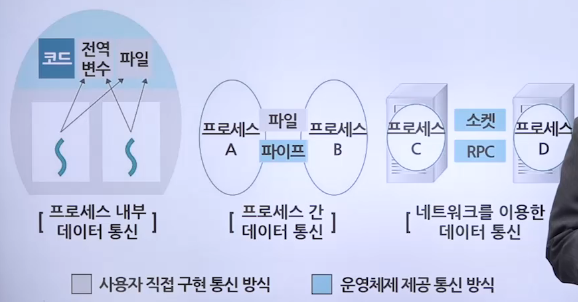 코드 전역 변수 파일
프로세스 A
파일
파이프
프로세스 B
프로세스 C
소켓
RPC
프로세스 D
[ 프로세스 내부 데이터 통신 ]
[ 프로세스 간 데이터 통신 ]
[ 네트워크를 이용한 데이터 통신 ]
사용자 직접 구현 통신 방식
운영체제 제공 통신 방식